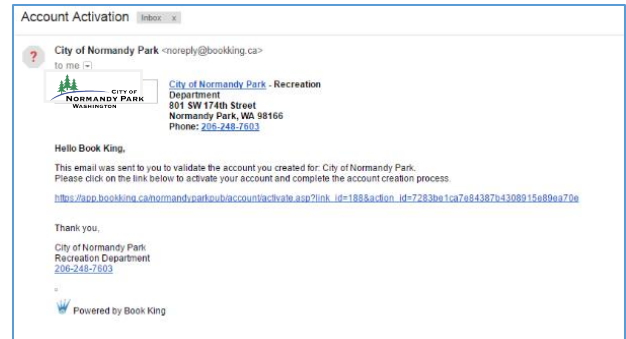 Account Activation Inbox x
City of Normandy Park <noreply@bookking.ca>
to me
CITY OF
NORMANDY PARK
WASHINGTON
City of Normandy Park - Recreation
Department
801 SW 174th Street
Normandy Park, WA 98166
Phone: 206-248-7603
Hello Book King,
This email was sent to you to validate the account you created for: City of Normandy Park.
Please click on the link below to activate your account and complete the account creation process.
https://app.bookking.ca/normandyparkpub/account/activate.asp?link_id=188&action_id=7283be1ca7e84387b4308915e89ea70e
Thank you,
City of Normandy Park
Recreation Department
206-248-7603
Powered by Book King